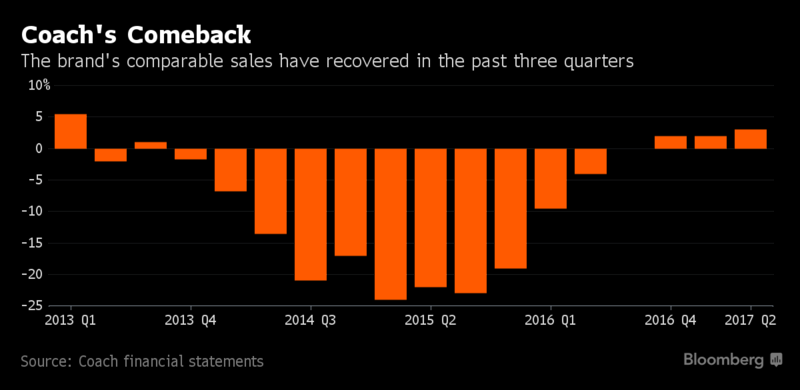 Coach's Comeback
The brand's comparable sales have recovered in the past three quarters
10%
5
0
-5
-10
-15
-20
-25
2013 Q1 2013 Q4 2014 Q3 2015 Q2 2016 Q1 2016 Q4 2017 Q2
Source: Coach financial statements
Bloomberg